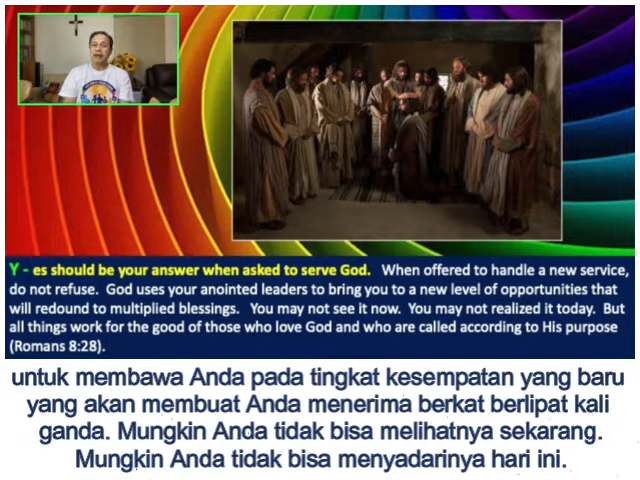 Y - es should be your answer when asked to serve God. When offered to handle a new service,
do not refuse. God uses your anointed leaders to bring you to a new level of opportunities that
will redound to multiplied blessings. You may not see it now. You may not realized it today. But
all things work for the good of those who love God and who are called according to His purpose
(Romans 8:28).
untuk membawa Anda pada tingkat kesempatan yang baru
yang akan membuat Anda menerima berkat berlipat kali
ganda. Mungkin Anda tidak bisa melihatnya sekarang.
Mungkin Anda tidak bisa menyadarinya hari ini.